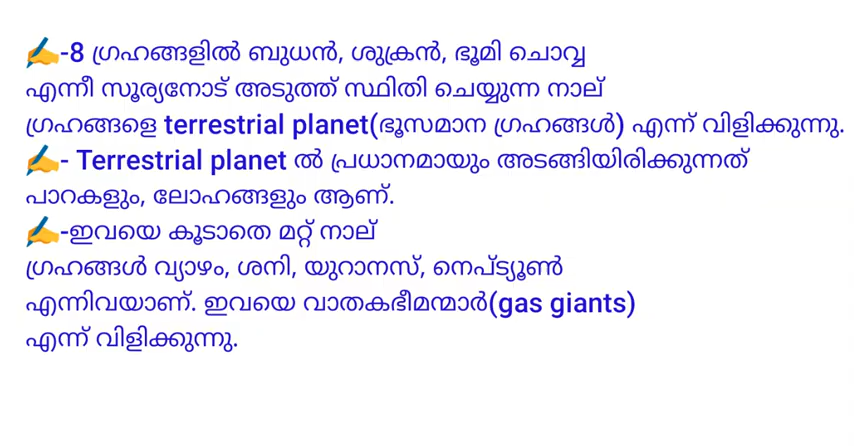 ✍️-8 ഗ്രഹങ്ങളിൽ ബുധൻ, ശുക്രൻ, ഭൂമി ചൊവ്വ
എന്നീ സൂര്യനോട് അടുത്ത് സ്ഥിതി ചെയ്യുന്ന നാല്
ഗ്രഹങ്ങളെ terrestrial planet(ഭൂസമാന ഗ്രഹങ്ങൾ) എന്ന് വിളിക്കുന്നു.
✍️- Terrestrial planet ൽ പ്രധാനമായും അടങ്ങിയിരിക്കുന്നത്
പാറകളും, ലോഹങ്ങളും ആണ്.
✍️-ഇവയെ കൂടാതെ മറ്റ് നാല്
ഗ്രഹങ്ങൾ വ്യാഴം, ശനി, യുറാനസ്, നെപ്ട്യൂൺ
എന്നിവയാണ്. ഇവയെ വാതകഭീമന്മാർ(gas giants)
എന്ന് വിളിക്കുന്നു.